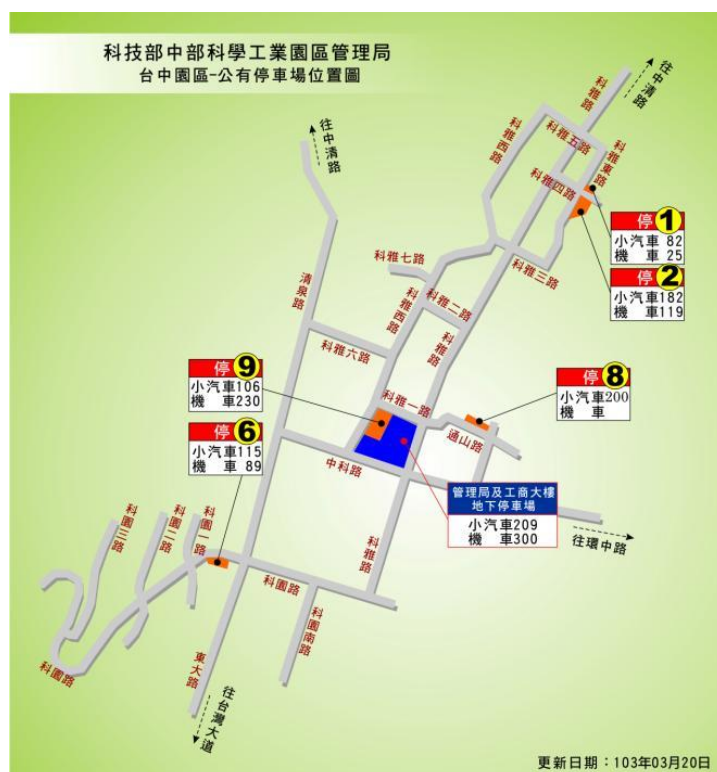 科技部中部科學工業園區管理局
台中園區-公有停車場位置圖
往中清路
科雅路
科雅五路
科雅西路
科雅東路
科雅四路
往中清路
停1
小汽車 82
機 車 25
停2
小汽車182
機 車119
科雅三路
科雅七路
清泉路
科雅西路
科雅二路
科雅路
科雅六路
停9
小汽車106
機 車230
停8
小汽車200
機 車
科雅一路
通山路
停6
小汽車115
機 車 89
中科路
管理局及工商大樓
地下停車場
小汽車209
機 車300
往環中路
科園三路
科園二路
科園一路
科雅路
科園路
科園南路
科園路
東大路
往台灣大道
更新日期：103年03月20日